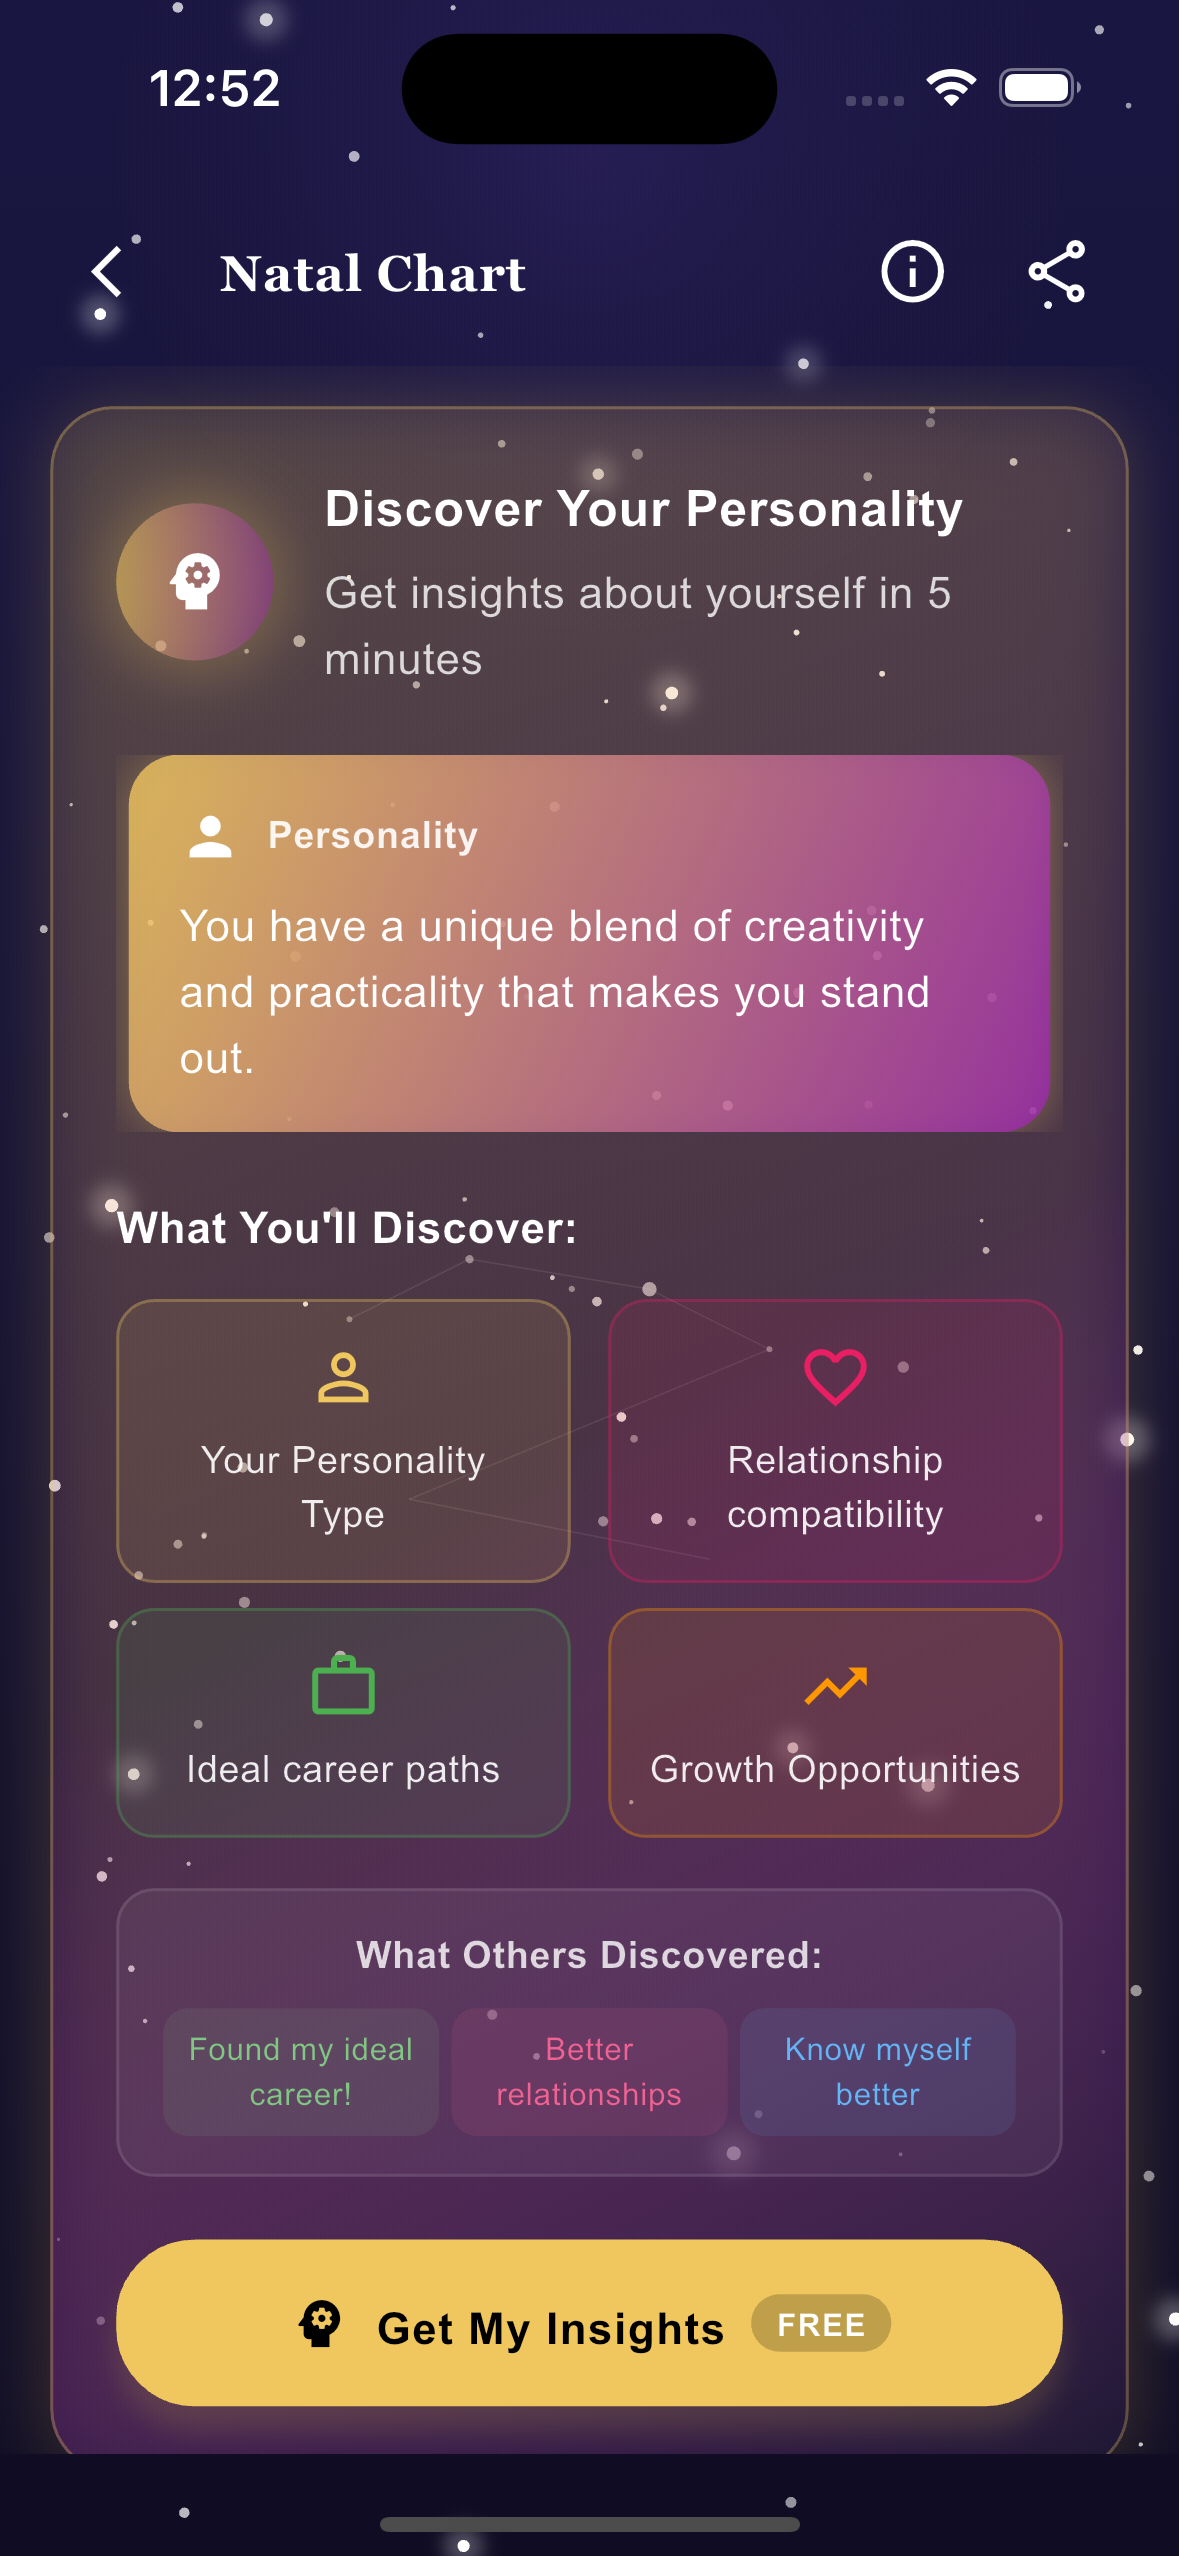 12:52
Natal Chart
Discover Your Personality
Get insights about yourself in 5
minutes
Personality
You have a unique blend of creativity
and practicality that makes you stand
out.
What You'll Discover:
Your Personality
Type
Relationship
compatibility
Ideal career paths
Growth Opportunities
What Others Discovered:
Found my ideal
career!
Better
relationships
Know myself
better
Get My Insights FREE